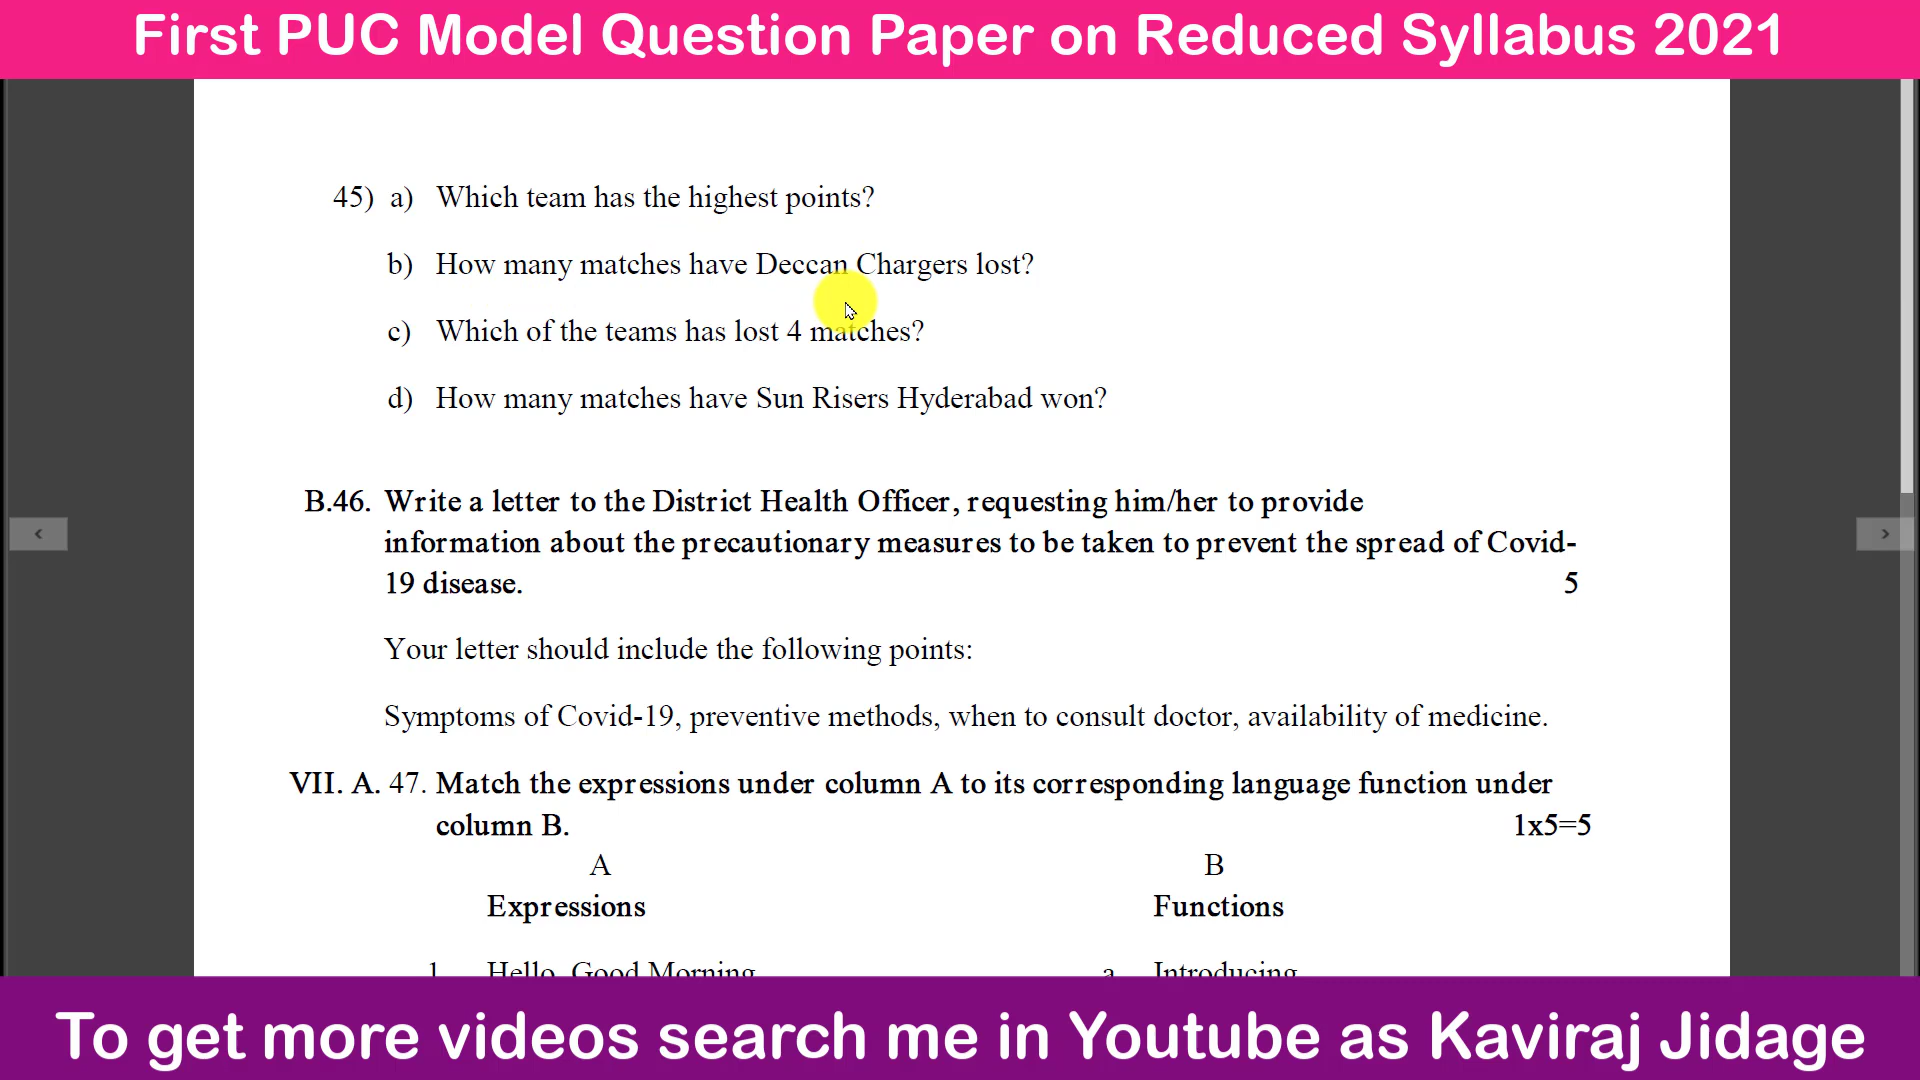 First PUC Model Question Paper on Reduced Syllabus 2021
45) a) Which team has the highest points?
b) How many matches have Deccan Chargers lost?
c) Which of the teams has lost 4 matches?
d) How many matches have Sun Risers Hyderabad won?
B.46. Write a letter to the District Health Officer, requesting him/her to provide
information about the precautionary measures to be taken to prevent the spread of Covid-
19 disease. 5
Your letter should include the following points:
Symptoms of Covid-19, preventive methods, when to consult doctor, availability of medicine.
VII. A. 47. Match the expressions under column A to its corresponding language function under
column B. 1x5=5
A B
Expressions Functions
1 Hello, Good Morning a Introducing
To get more videos search me in Youtube as Kaviraj Jidage